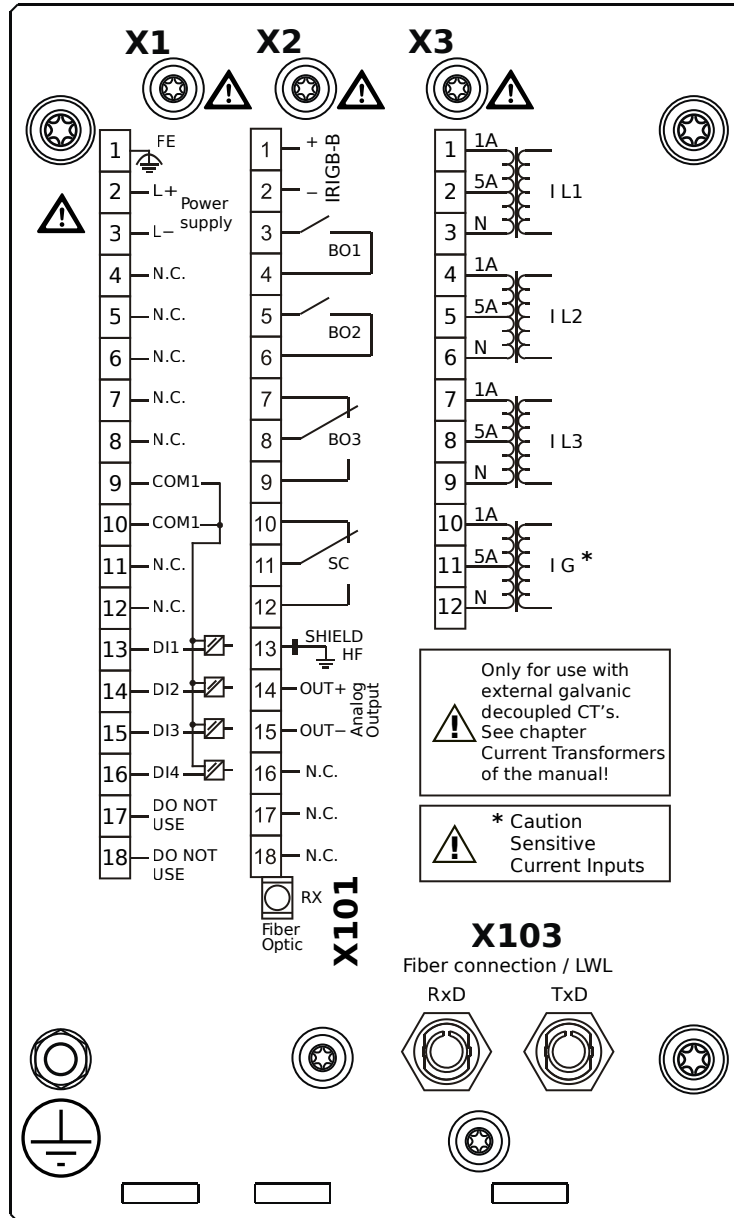 X1
X2
X3
1 FE
2 L+
3 L−
Power
supply
4 N.C.
5 N.C.
6 N.C.
7 N.C.
8 N.C.
9 COM1
10 COM1
11 N.C.
12 N.C.
13 DI1
14 DI2
15 DI3
16 DI4
17 DO NOT
USE
18 DO NOT
USE
1 +
2 −
IRIGB-B
3
4
BO1
5
6
BO2
7
8
9
BO3
10
11
12
SC
13 SHIELD
HF
14 OUT+
15 OUT−
Analog
Output
16 N.C.
17 N.C.
18 N.C.
RX
Fiber
Optic
X101
1 1A
2 5A
3 N
I L1
4 1A
5 5A
6 N
I L2
7 1A
8 5A
9 N
I L3
10 1A
11 5A
12 N
I G *
Only for use with
external galvanic
decoupled CT's.
See chapter
Current Transformers
of the manual!
* Caution
Sensitive
Current Inputs
X103
Fiber connection / LWL
RxD
TxD